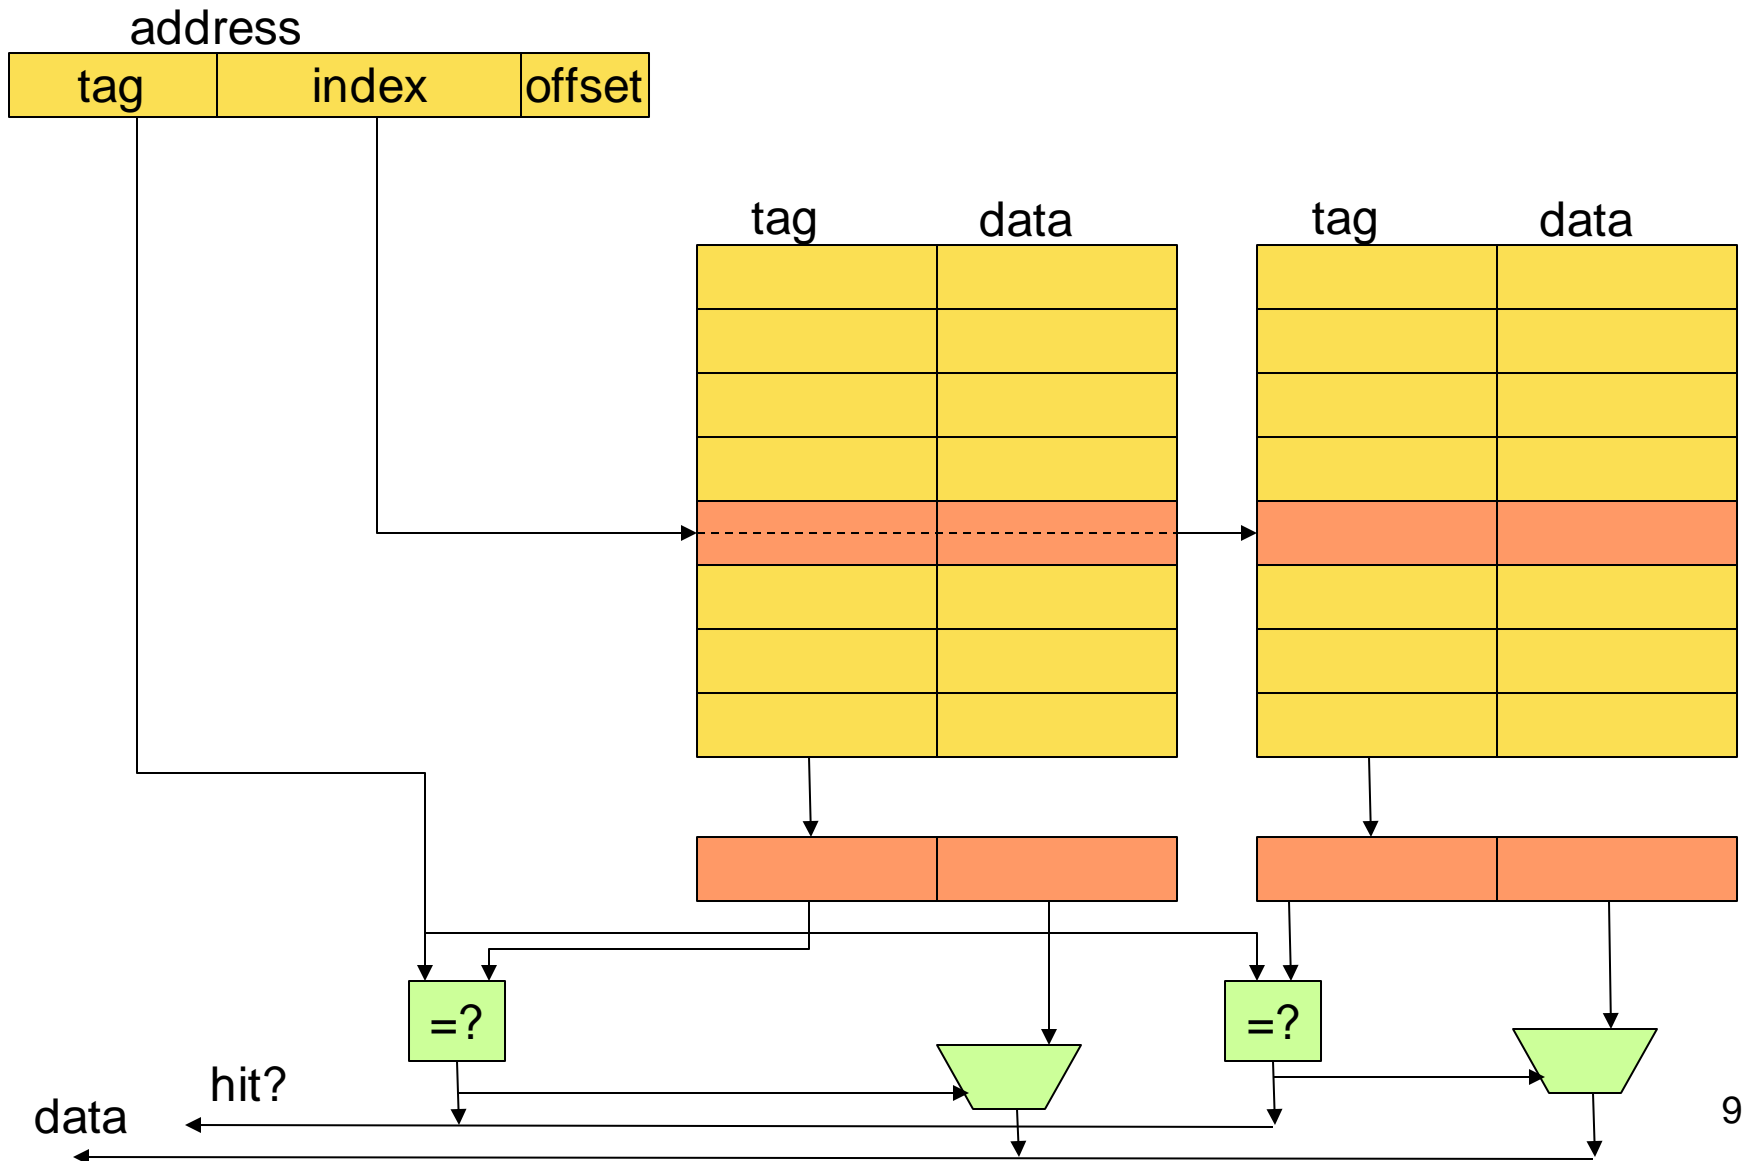 address
tag index offset
tag data tag data
=? =?
hit?
data
9